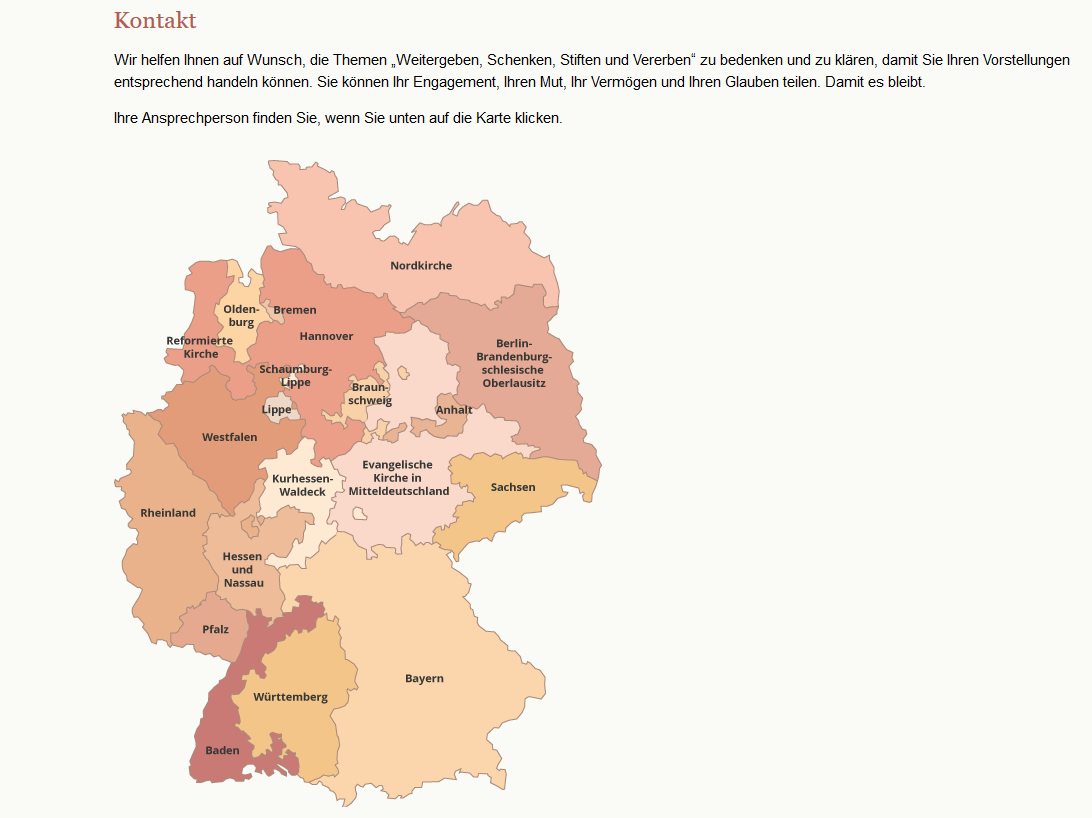 Kontakt
Wir helfen Ihnen auf Wunsch, die Themen „Weitergeben, Schenken, Stiften und Vererben“ zu bedenken und zu klären, damit Sie Ihren Vorstellungen
entsprechend handeln können. Sie können Ihr Engagement, Ihren Mut, Ihr Vermögen und Ihren Glauben teilen. Damit es bleibt.
Ihre Ansprechperson finden Sie, wenn Sie unten auf die Karte klicken.
Nordkirche
Olden-
burg
Bremen
Hannover
Reformierte
Kirche
Berlin-
Brandenburg-
schlesische
Oberlausitz
Schaumburg-
Lippe
Braun-
schweig
Lippe
Anhalt
Westfalen
Evangelische
Kirche in
Mitteldeutschland
Kurhessen-
Waldeck
Sachsen
Rheinland
Hessen
und
Nassau
Pfalz
Bayern
Württemberg
Baden